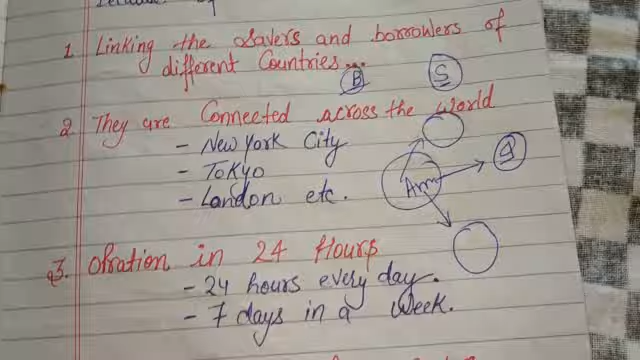 1. Linking the Savers and borrowers of
different Countries...
B
S
2. They are Connected across the World
- New York City
- Tokyo
- London etc.
3. Opration in 24 Hours
- 24 hours every day.
- 7 days in a Week.